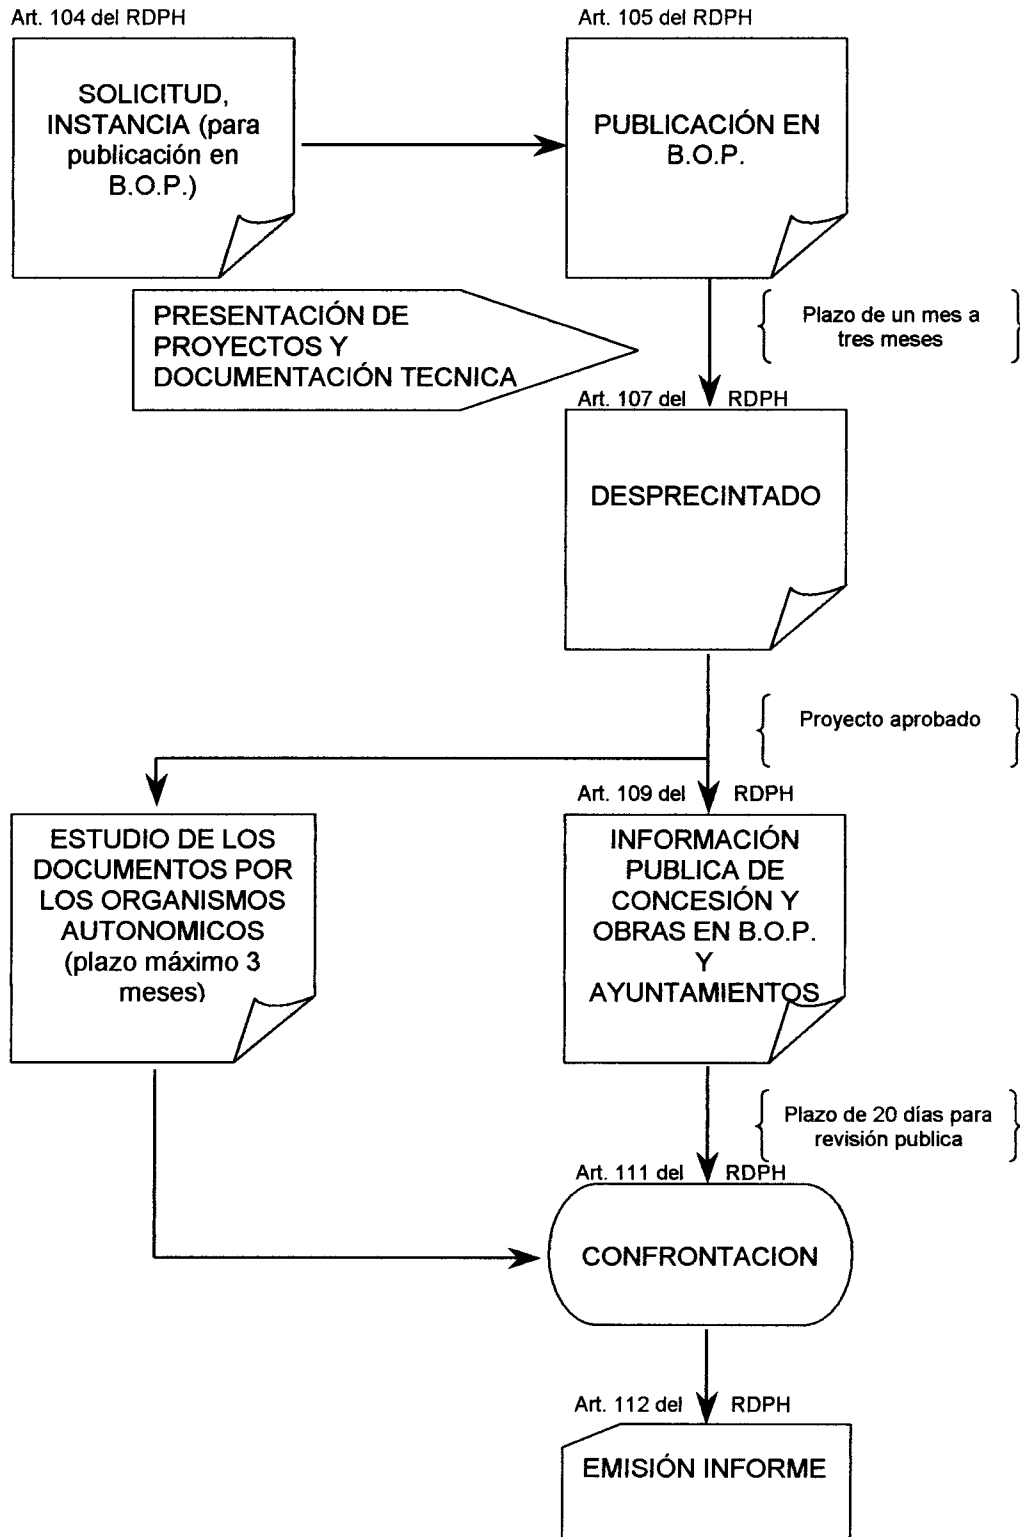 Art. 104 del RDPH
Art. 105 del RDPH
SOLICITUD,
INSTANCIA (para
publicación en
B.O.P.)
PUBLICACIÓN EN
B.O.P.
PRESENTACIÓN DE
PROYECTOS Y
DOCUMENTACIÓN TECNICA
Plazo de un mes a
tres meses
Art. 107 del RDPH
DESPRECINTADO
Proyecto aprobado
Art. 109 del RDPH
ESTUDIO DE LOS
DOCUMENTOS POR
LOS ORGANISMOS
AUTONOMICOS
(plazo máximo 3
meses)
INFORMACIÓN
PUBLICA DE
CONCESIÓN Y
OBRAS EN B.O.P.
Y
AYUNTAMIENTOS
Plazo de 20 días para
revisión publica
Art. 111 del RDPH
CONFRONTACION
Art. 112 del RDPH
EMISIÓN INFORME